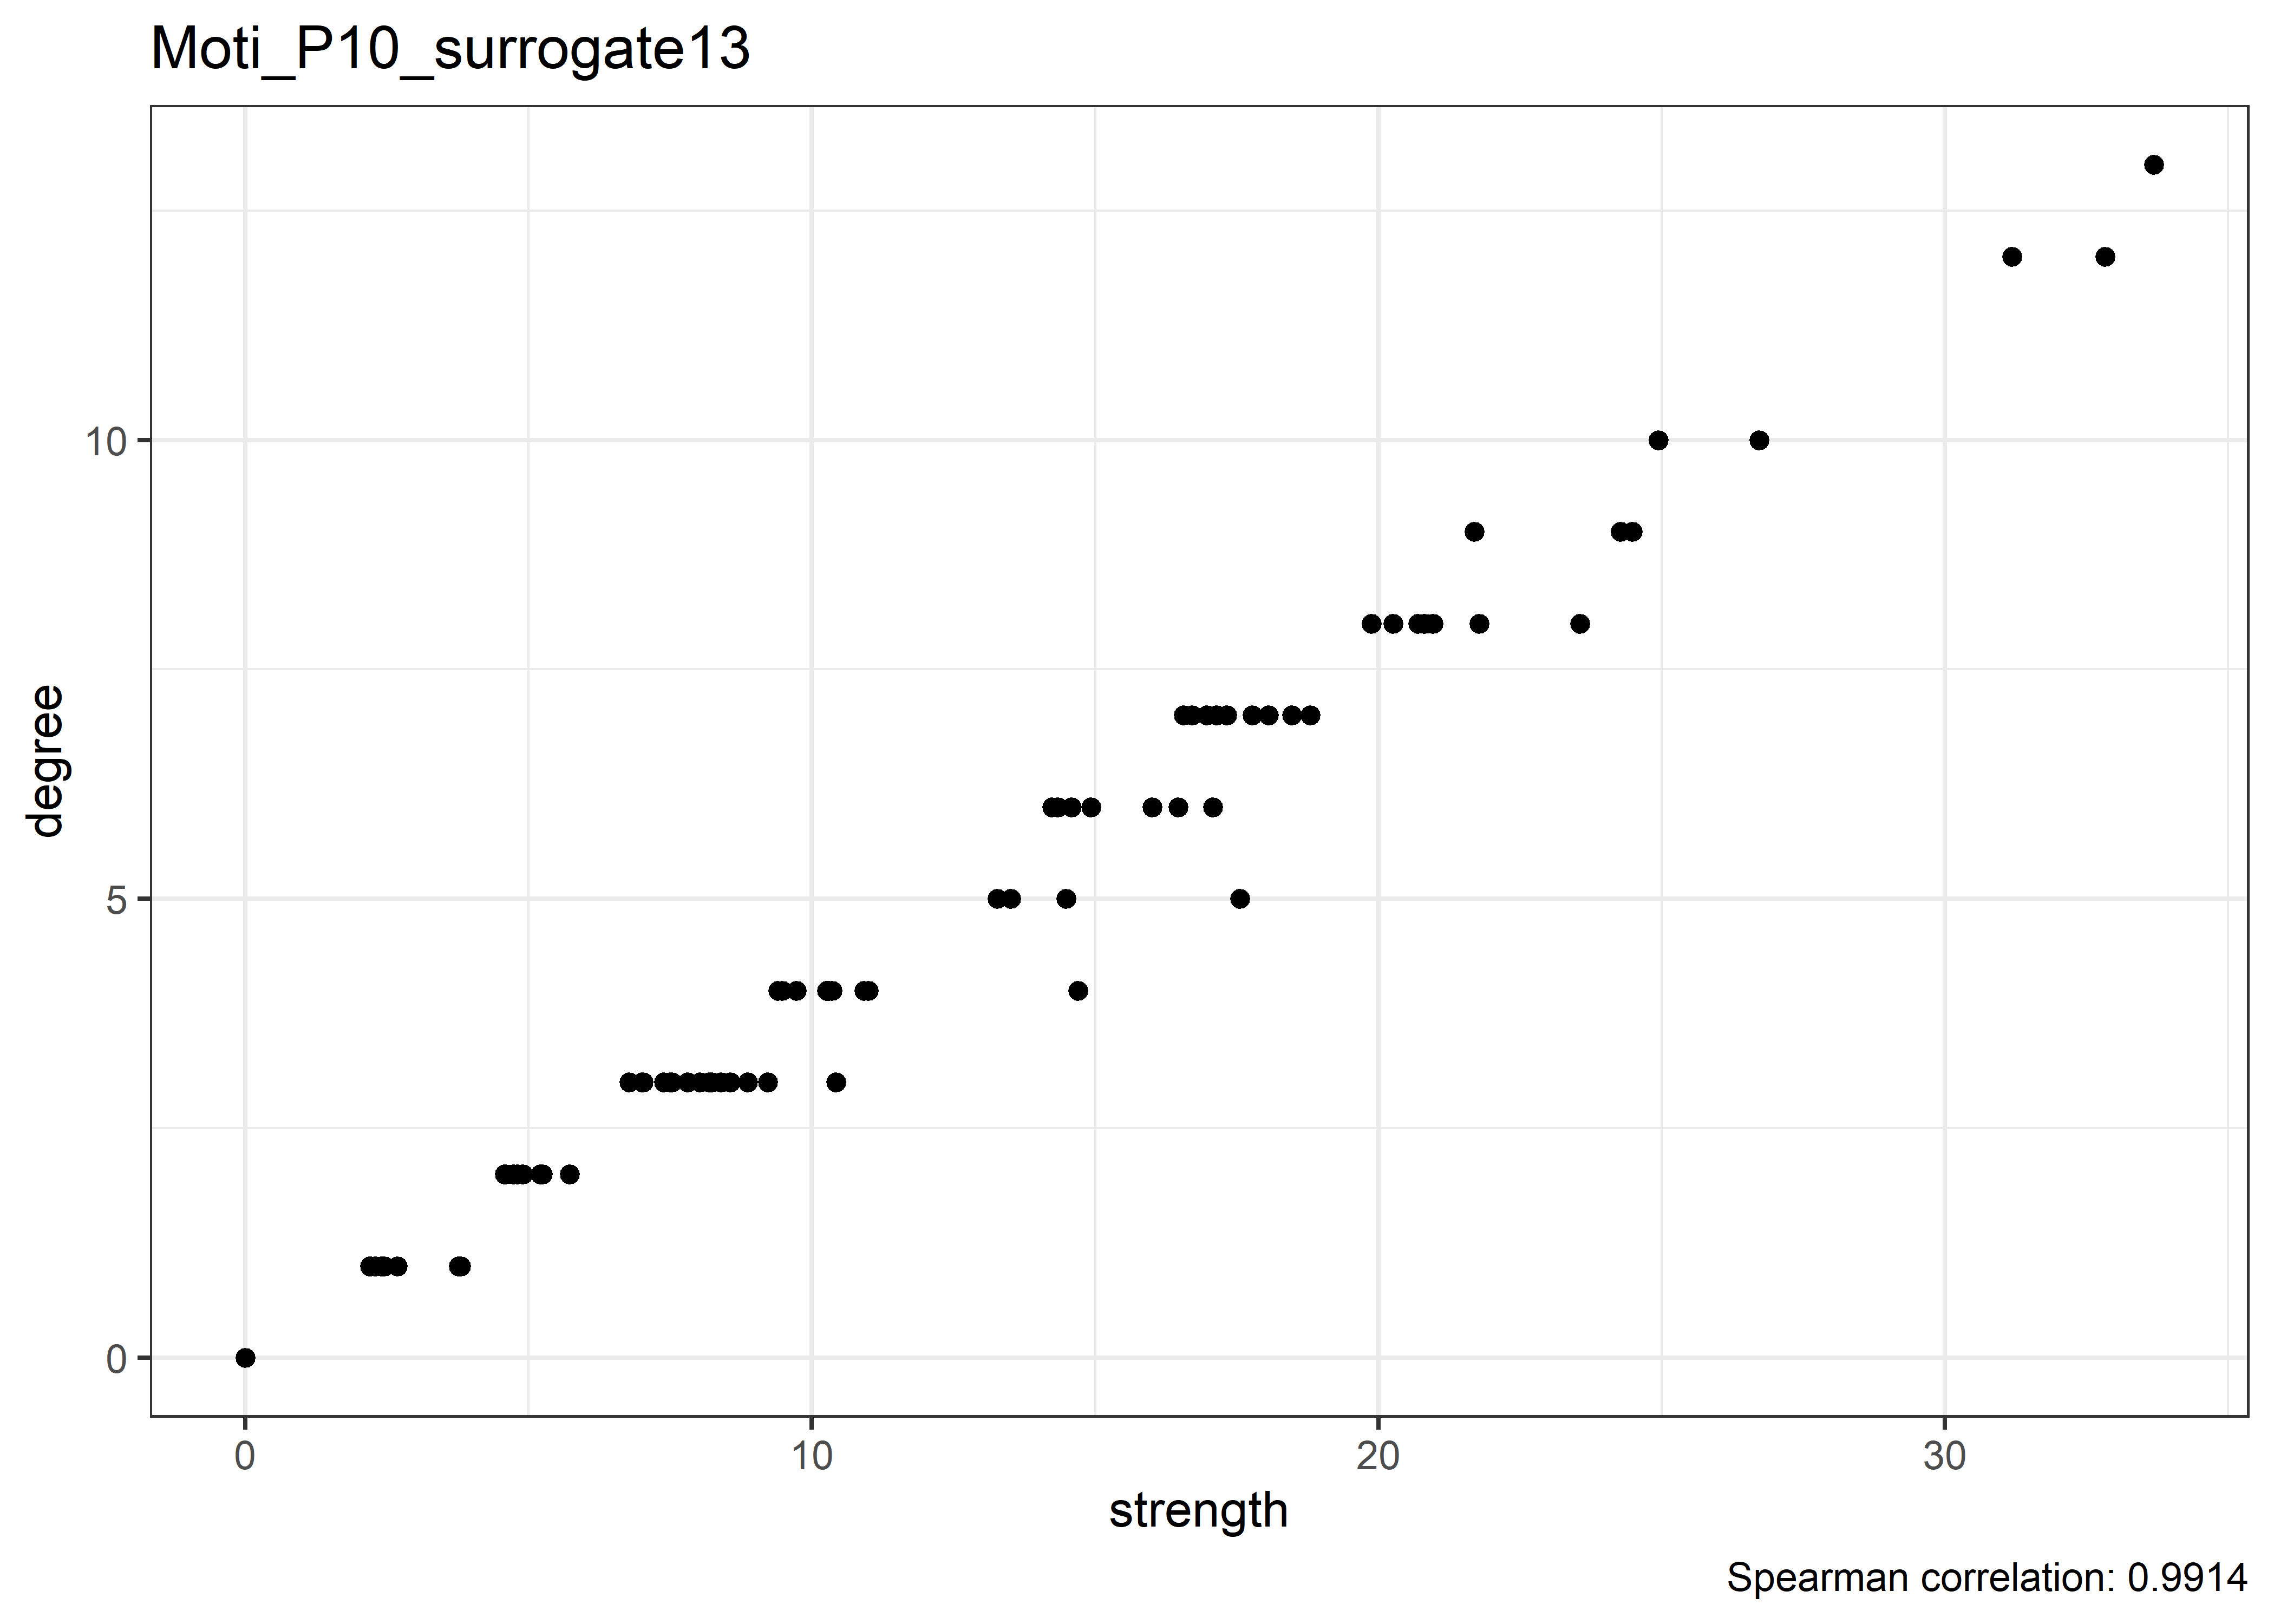 Moti_P10_surrogate13
degree
10
5
0
0 10 20 30
strength
Spearman correlation: 0.9914